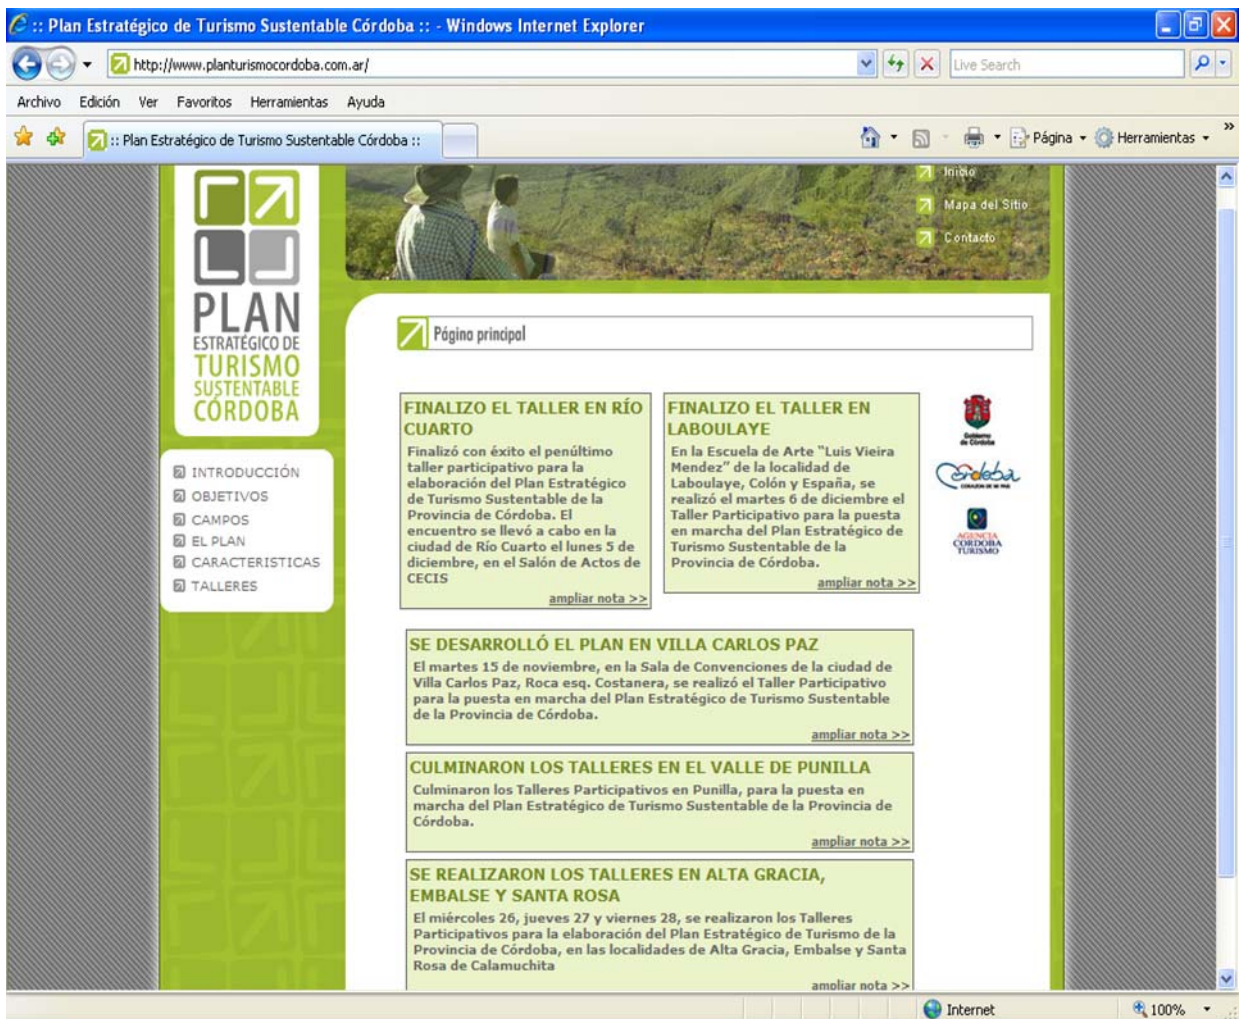 :: Plan Estratégico de Turismo Sustentable Córdoba :: - Windows Internet Explorer
http://www.planturismocordoba.com.ar/
Live Search
Archivo Edición Ver Favoritos Herramientas Ayuda
:: Plan Estratégico de Turismo Sustentable Córdoba ::
Página Herramientas »
Inicio
Mapa del Sitio
Contacto
PLAN
ESTRATÉGICO DE
TURISMO
SUSTENTABLE
CÓRDOBA
INTRODUCCIÓN
OBJETIVOS
CAMPOS
EL PLAN
CARACTERISTICAS
TALLERES
Página principal
FINALIZO EL TALLER EN RÍO
CUARTO
Finalizó con éxito el penúltimo
taller participativo para la
elaboración del Plan Estratégico
de Turismo Sustentable de la
Provincia de Córdoba. El
encuentro se llevó a cabo en la
ciudad de Río Cuarto el lunes 5 de
diciembre, en el Salón de Actos de
CECIS
ampliar nota >>
FINALIZO EL TALLER EN
LABOULAYE
En la Escuela de Arte "Luis Vieira
Mendez" de la localidad de
Laboulaye, Colón y España, se
realizó el martes 6 de diciembre el
Taller Participativo para la puesta
en marcha del Plan Estratégico de
Turismo Sustentable de la
Provincia de Córdoba.
ampliar nota >>
Gobierno
de Córdoba
Córdoba
CORAZON DE MI PAIS
AGENCIA
CORDOBA
TURISMO
SE DESARROLLÓ EL PLAN EN VILLA CARLOS PAZ
El martes 15 de noviembre, en la Sala de Convenciones de la ciudad de
Villa Carlos Paz, Roca esq. Costanera, se realizó el Taller Participativo
para la puesta en marcha del Plan Estratégico de Turismo Sustentable
de la Provincia de Córdoba.
ampliar nota >>
CULMINARON LOS TALLERES EN EL VALLE DE PUNILLA
Culminaron los Talleres Participativos en Punilla, para la puesta en
marcha del Plan Estratégico de Turismo Sustentable de la Provincia de
Córdoba.
ampliar nota >>
SE REALIZARON LOS TALLERES EN ALTA GRACIA,
EMBALSE Y SANTA ROSA
El miércoles 26, jueves 27 y viernes 28, se realizaron los Talleres
Participativos para la elaboración del Plan Estratégico de Turismo de la
Provincia de Córdoba, en las localidades de Alta Gracia, Embalse y Santa
Rosa de Calamuchita
ampliar nota >>
Internet
100%